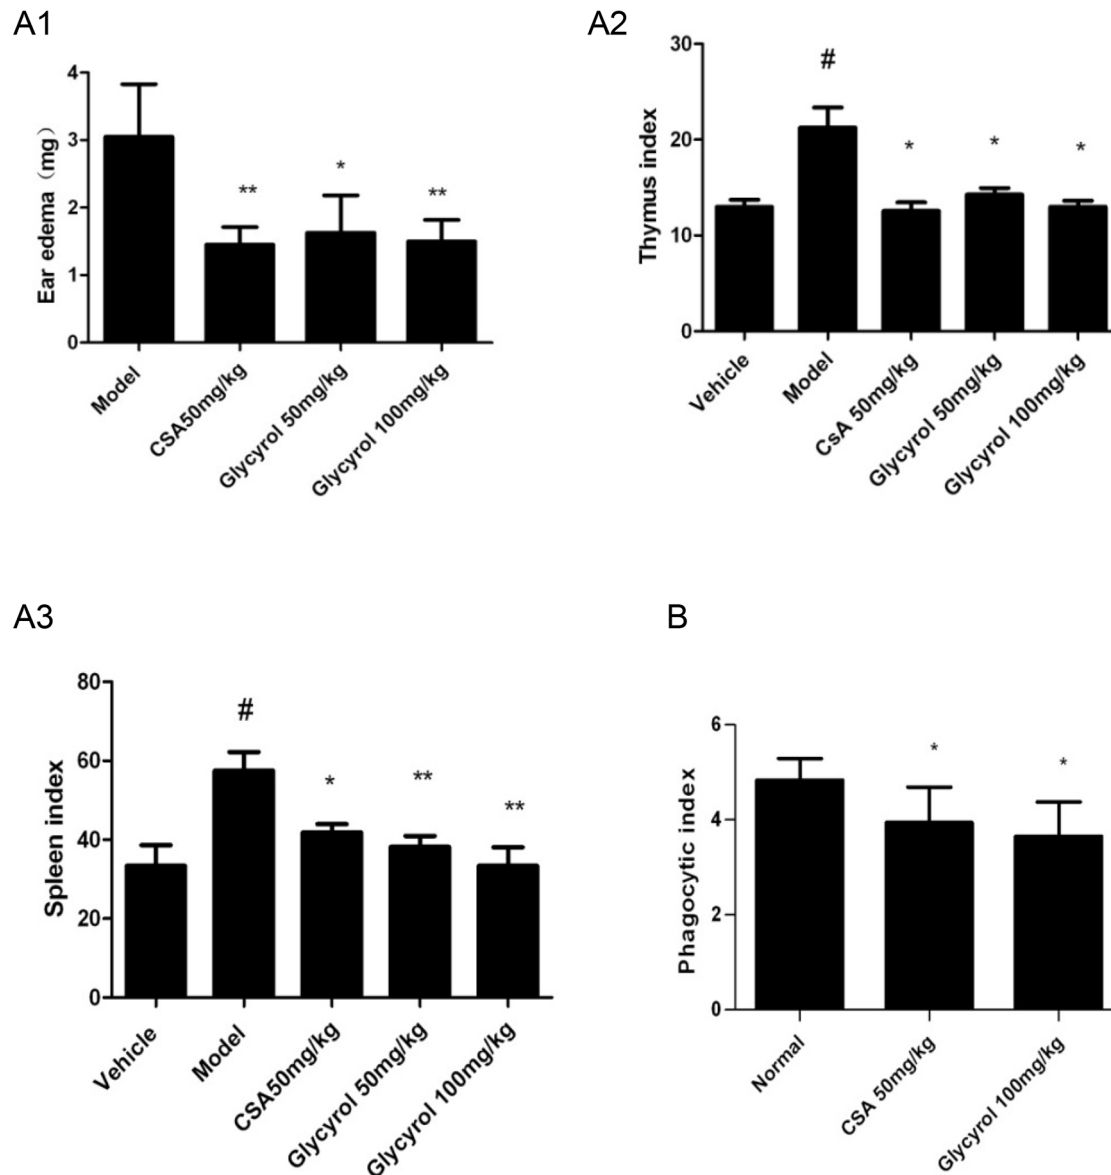 A1
Ear edema (mg)
4
3
2
1
0
**
*
**
Model
CSA50mg/kg
Glycyrol 50mg/kg
Glycyrol 100mg/kg
A2
Thymus index
30
20
10
0
#
*
*
*
Vehicle
Model
CsA 50mg/kg
Glycyrol 50mg/kg
Glycyrol 100mg/kg
A3
Spleen index
80
60
40
20
0
#
*
**
**
Vehicle
Model
CSA50mg/kg
Glycyrol 50mg/kg
Glycyrol 100mg/kg
B
Phagocytic index
6
4
2
0
*
*
Normal
CSA 50mg/kg
Glycyrol 100mg/kg